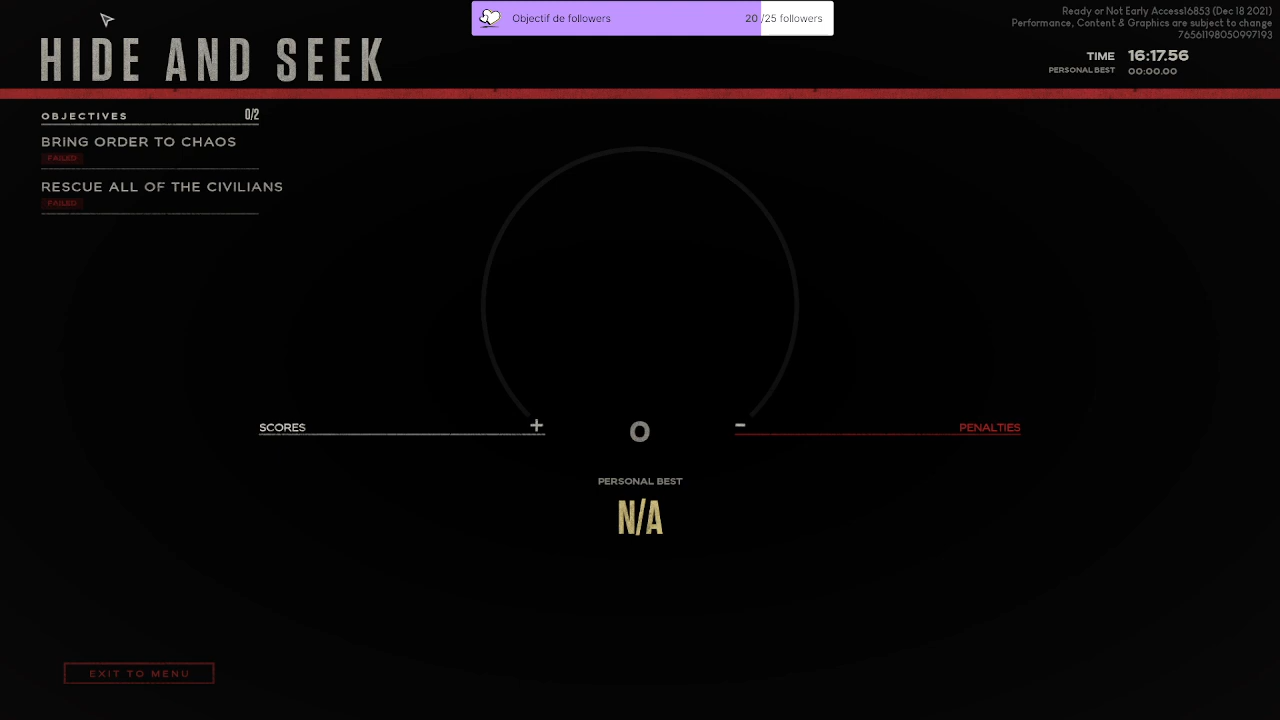 Objectif de followers 20 /25 followers
Ready or Not Early Access16853 (Dec 18 2021)
Performance, Content & Graphics are subject to change
76561198050997193
HIDE AND SEEK
TIME 16:17.56
PERSONAL BEST 00:00.00
OBJECTIVES 0/2
BRING ORDER TO CHAOS
FAILED
RESCUE ALL OF THE CIVILIANS
FAILED
SCORES + 0 - PENALTIES
PERSONAL BEST
N/A
EXIT TO MENU